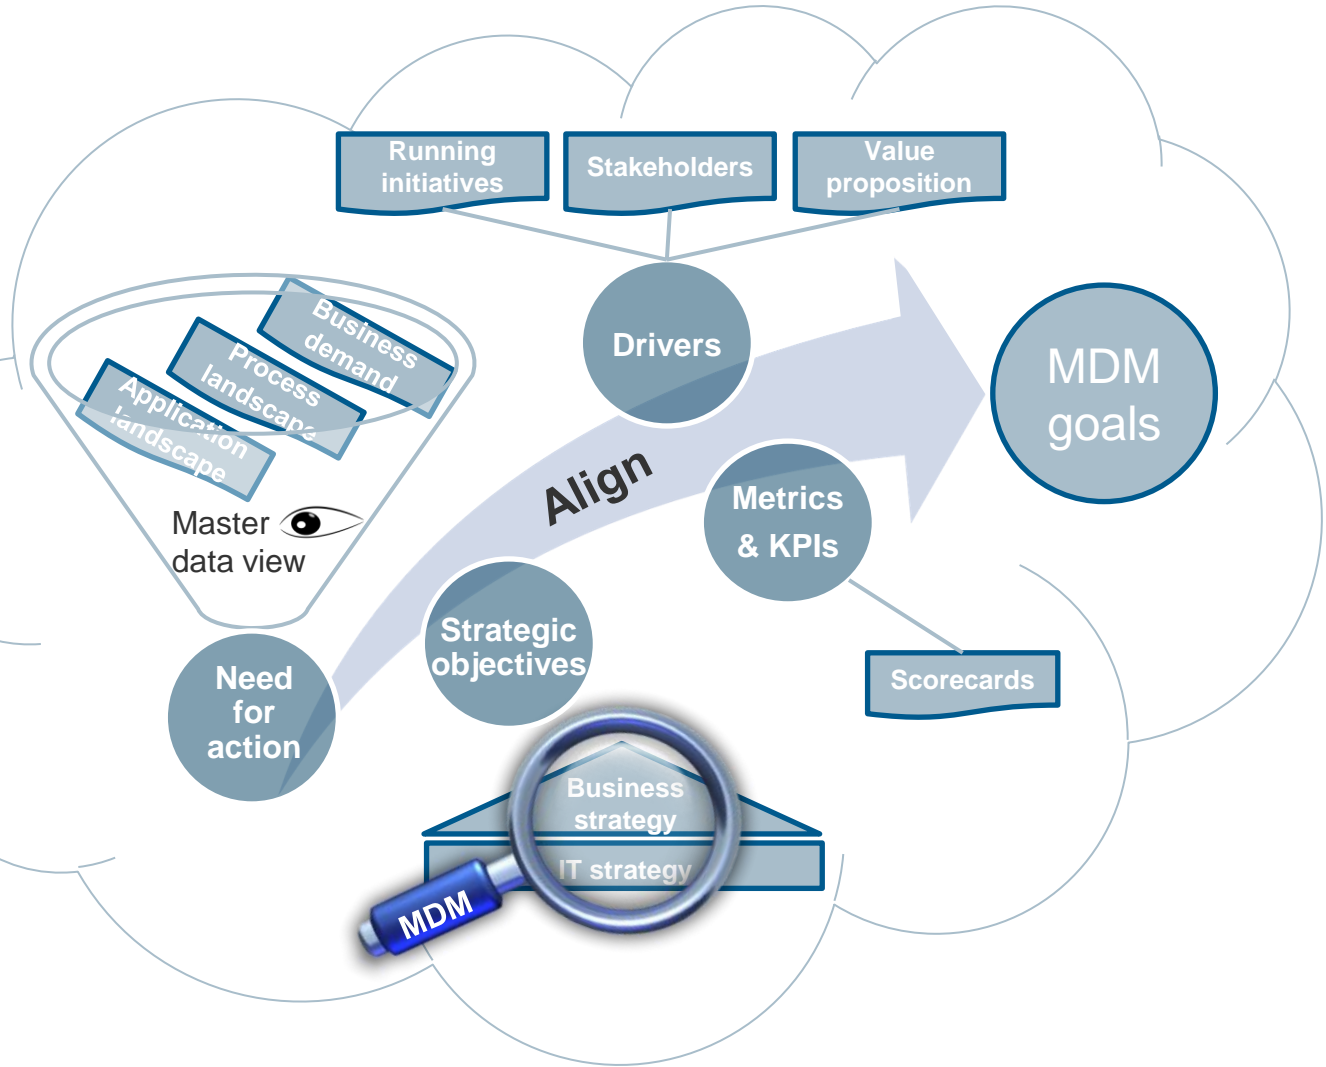 Running
initiatives
Stakeholders
Value
proposition
Business
demand
Process
landscape
Application
landscape
Master
data view
Drivers
MDM
goals
Align
Metrics
& KPIs
Strategic
objectives
Need
for
action
Scorecards
Business
strategy
IT strategy
MDM